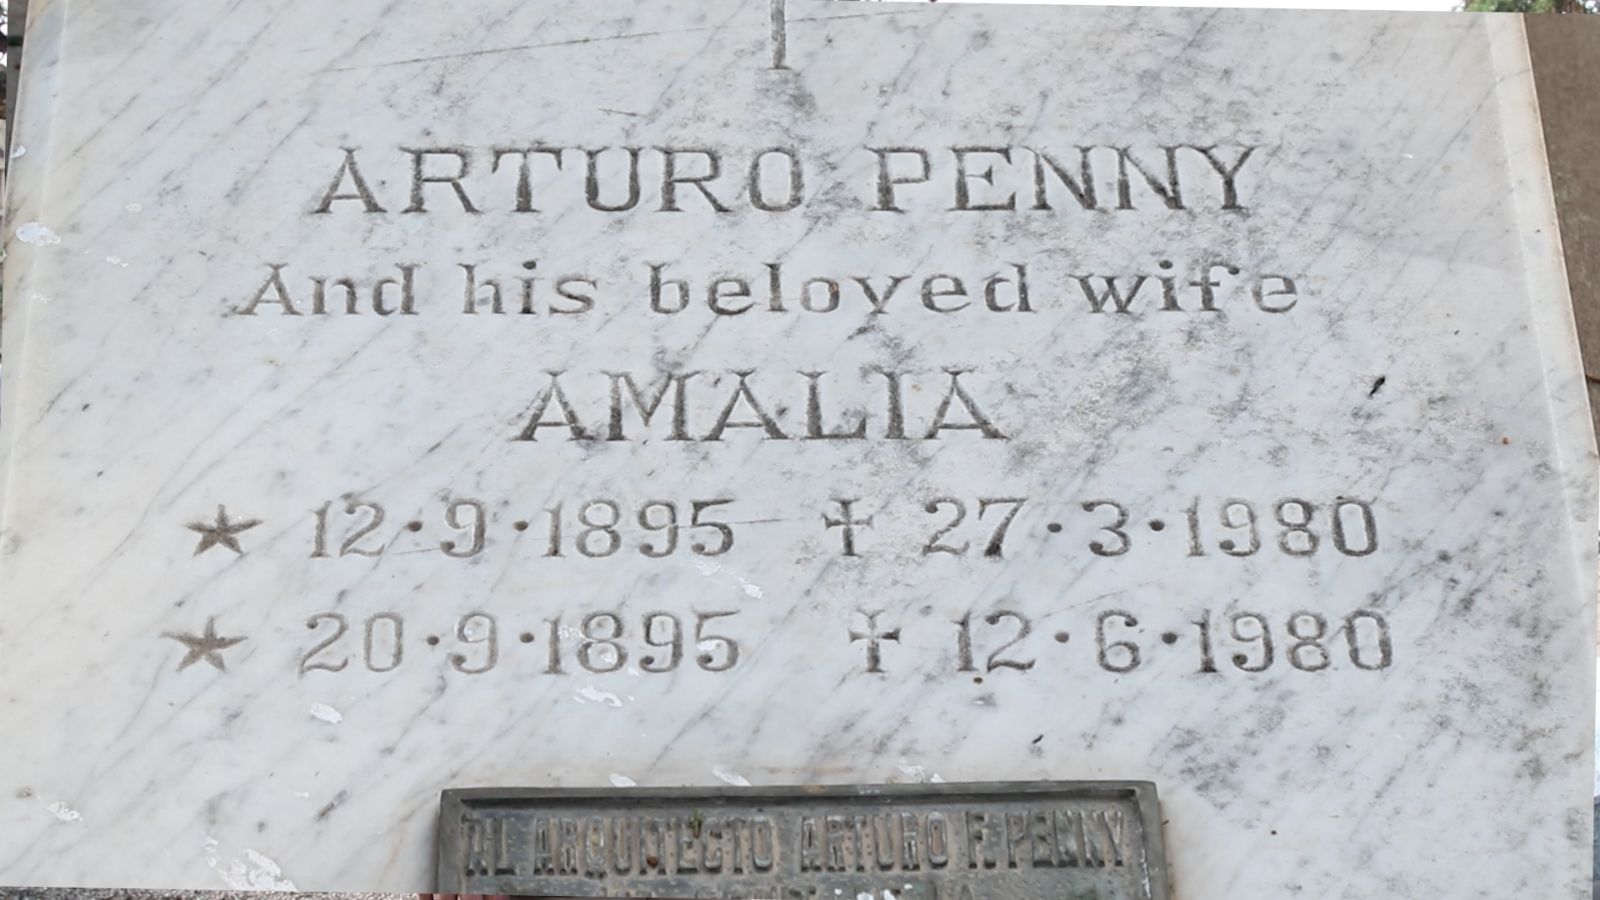 ARTURO PENNY
And his beloved wife
AMALIA
★ 12·9·1895 ✝ 27·3·1980
★ 20·9·1895 ✝ 12·6·1980
AL ARQUITECTO ARTURO F. PENNY